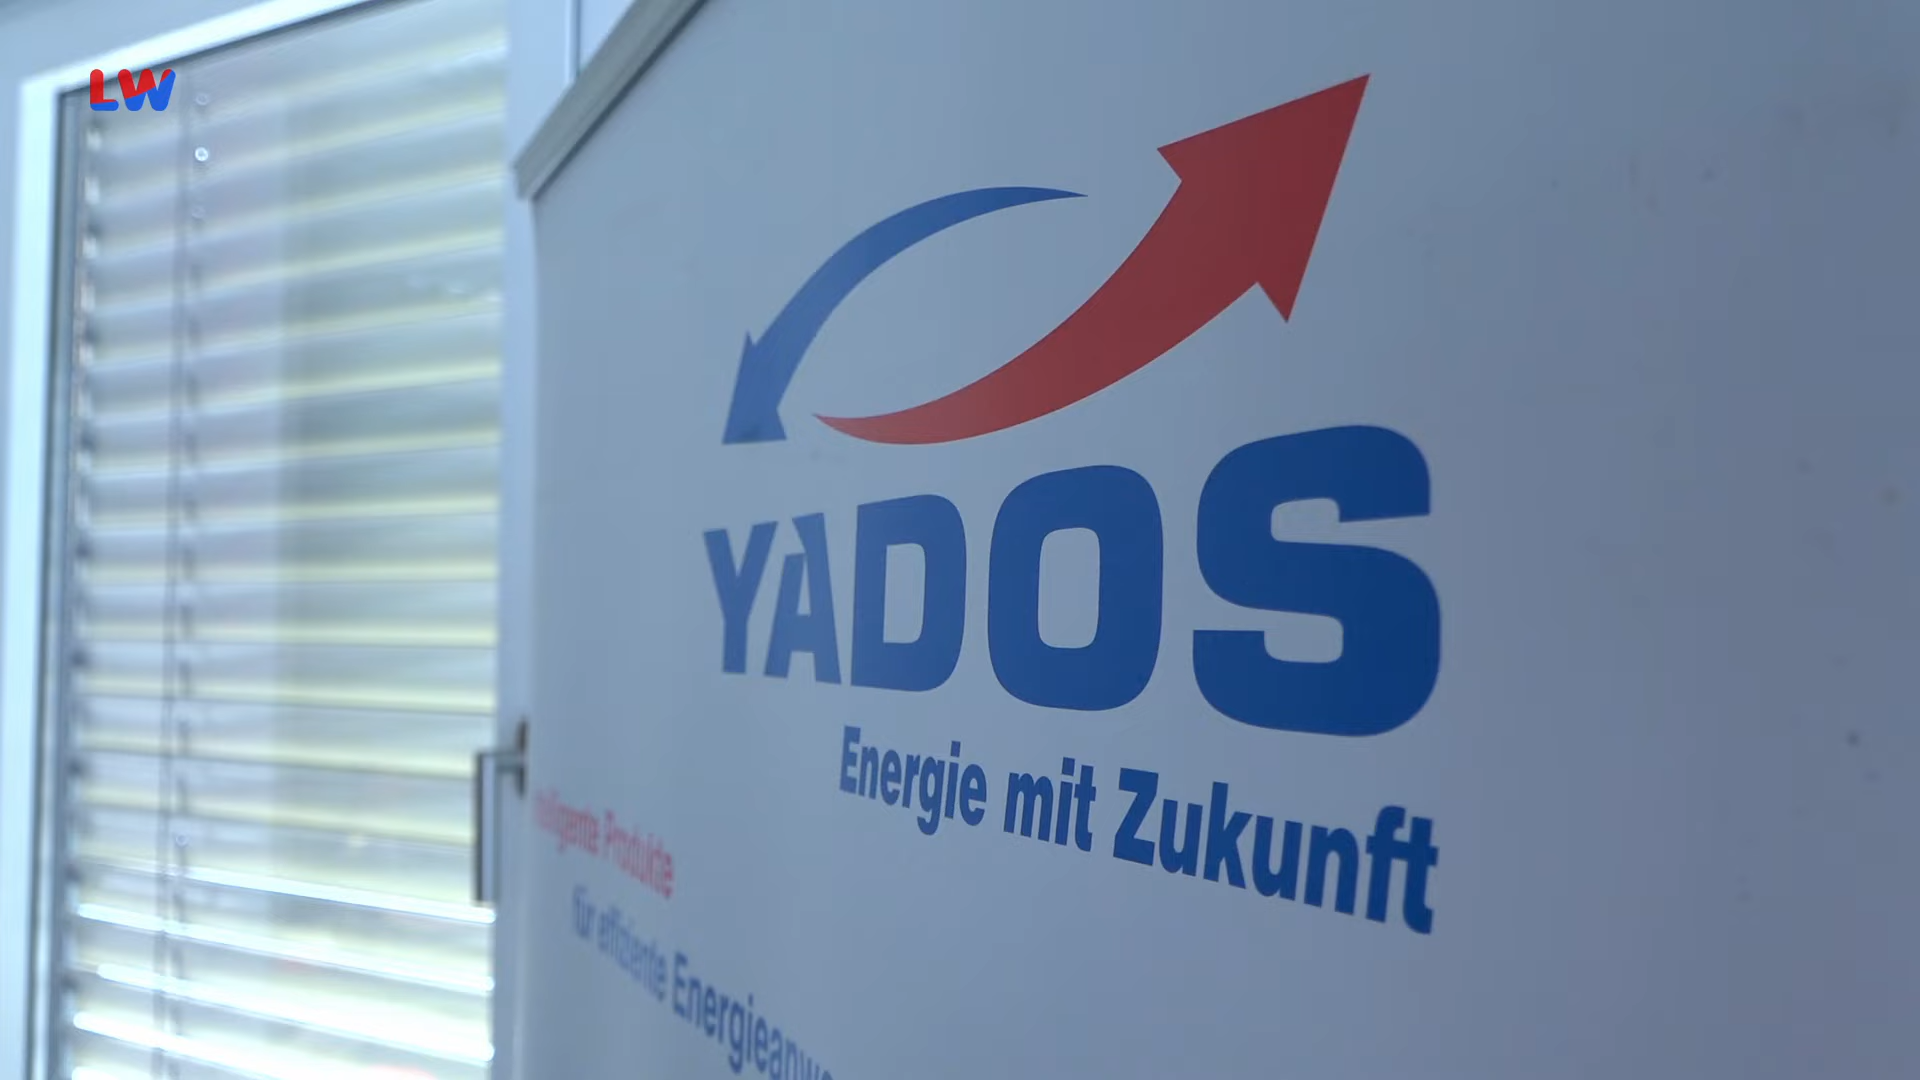 LW
YADOS
Energie mit Zukunft
Produkte
für effiziente